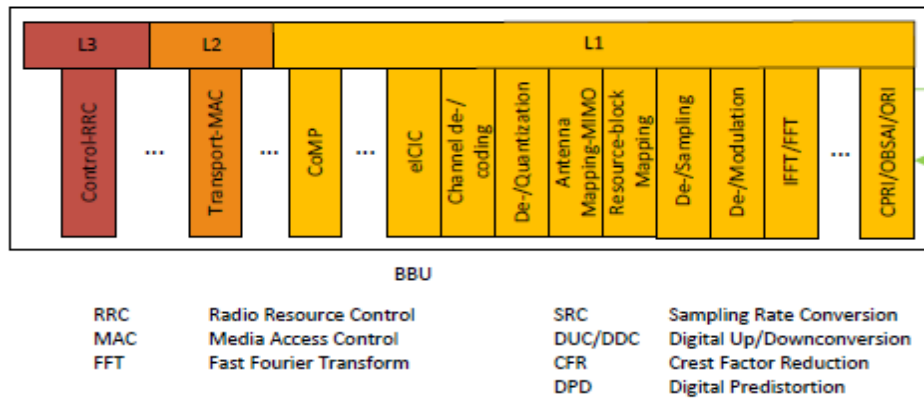 L3
L2
L1
Control-RRC
...
Transport-MAC
...
CoMP
...
eICIC
Channel de-/
coding
De-/Quantization
Antenna
Mapping-MIMO
Resource-block
Mapping
De-/Sampling
De-/Modulation
IFFT/FFT
...
CPRI/OBSAI/ORI
BBU
RRC Radio Resource Control
MAC Media Access Control
FFT Fast Fourier Transform
SRC Sampling Rate Conversion
DUC/DDC Digital Up/Downconversion
CFR Crest Factor Reduction
DPD Digital Predistortion